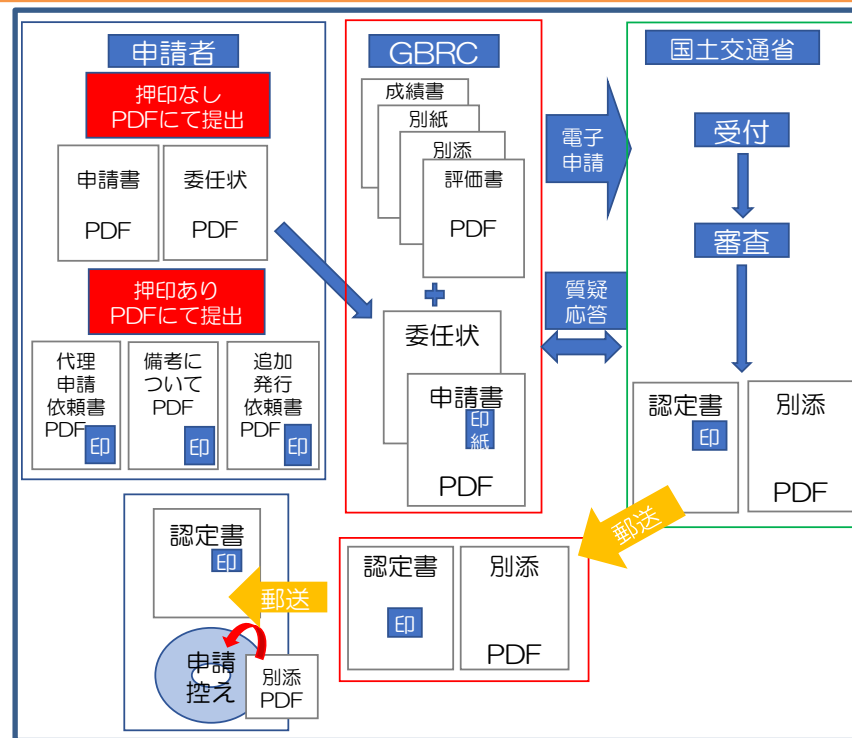 申請者
押印なし
PDFにて提出
申請書
PDF
委任状
PDF
押印あり
PDFにて提出
代理
申請
依頼書
PDF
印
備考に
ついて
PDF
印
追加
発行
依頼書
PDF
印
GBRC
成績書
別紙
別添
評価書
PDF
委任状
申請書
印
紙
PDF
電子
申請
質疑
応答
国土交通省
受付
審査
認定書
印
別添
PDF
郵送
認定書
印
別添
PDF
郵送
認定書
印
申請
控え
別添
PDF